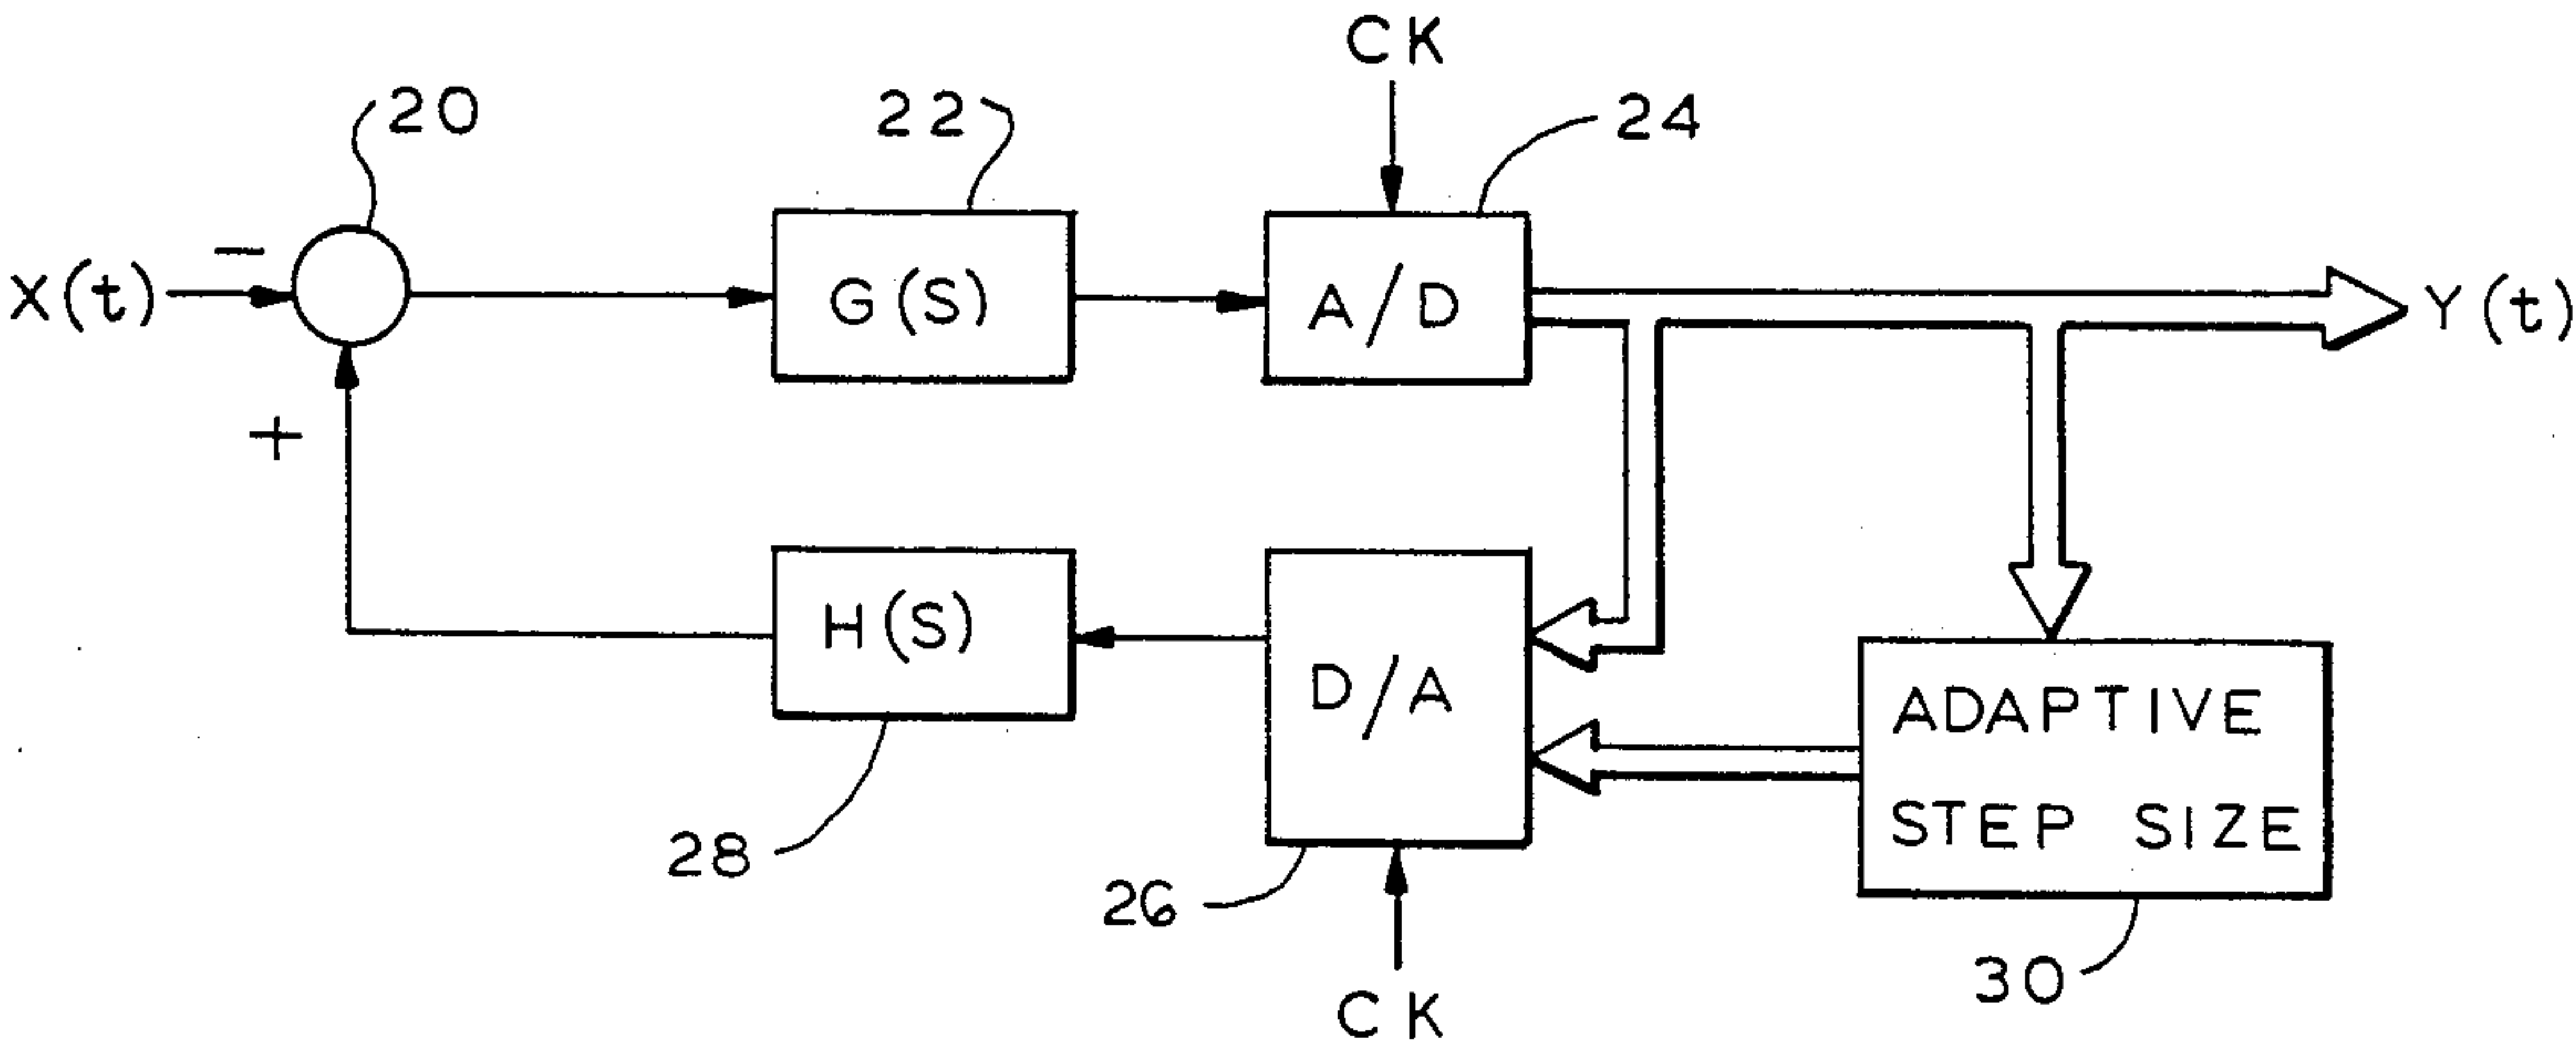 CK
20
22
24
−
X(t)
G(S)
A/D
Y(t)
+
H(S)
D/A
ADAPTIVE
STEP SIZE
28
26
30
CK